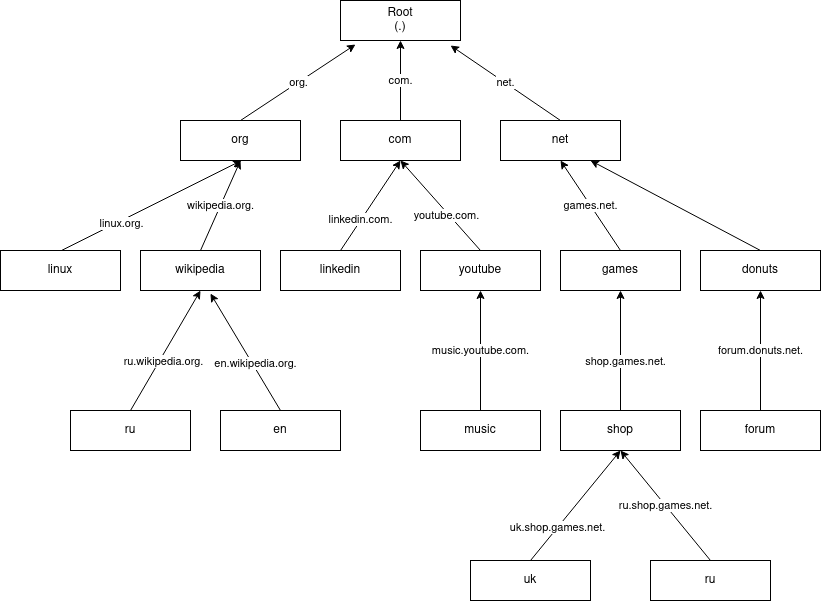 Root
(.)
org.
com.
net.
org
com
net
linux.org.
wikipedia.org.
linkedin.com.
youtube.com.
games.net.
linux
wikipedia
linkedin
youtube
games
donuts
ru.wikipedia.org.
en.wikipedia.org.
music.youtube.com.
shop.games.net.
forum.donuts.net.
ru
en
music
shop
forum
uk.shop.games.net.
ru.shop.games.net.
uk
ru